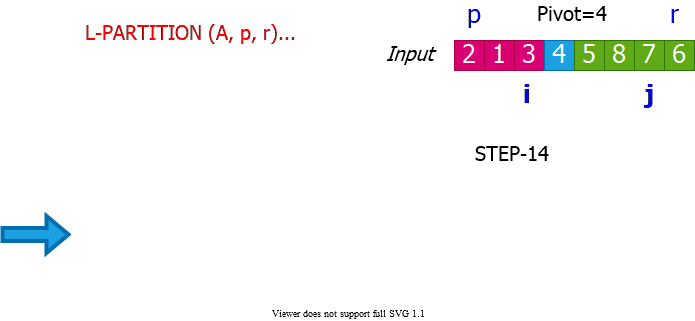 L-PARTITION (A, p, r)...
p Pivot=4 r
Input 2 1 3 4 5 8 7 6
i j
STEP-14
Viewer does not support full SVG 1.1